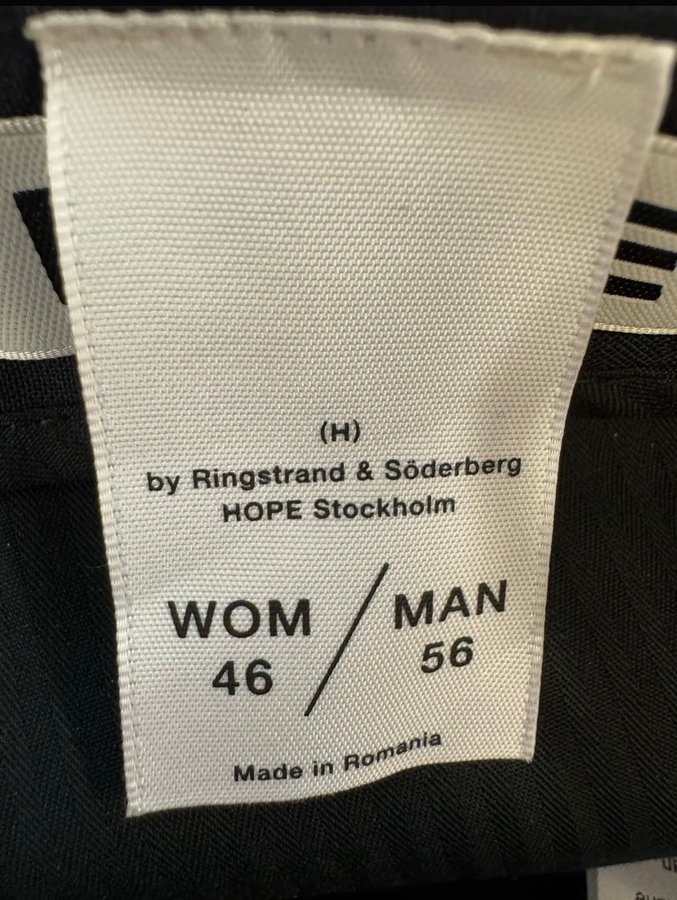 (H)
by Ringstrand & Söderberg
HOPE Stockholm
WOM / MAN
46 56
Made in Romania